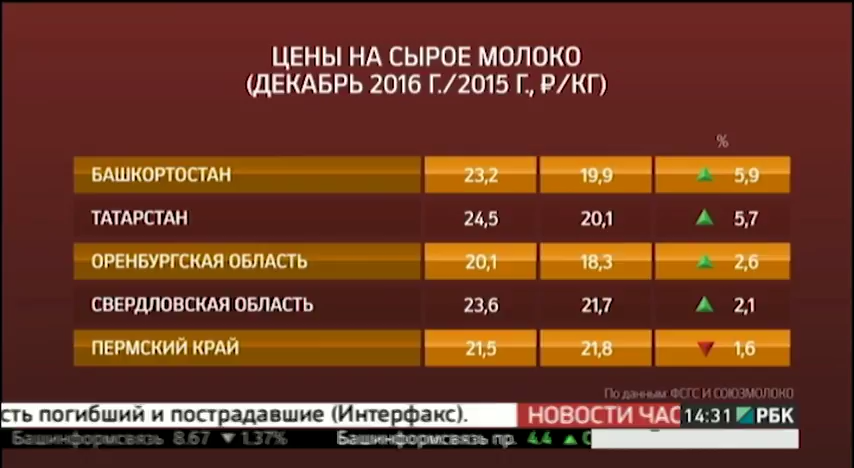 ЦЕНЫ НА СЫРОЕ МОЛОКО
(ДЕКАБРЬ 2016 Г./2015 Г., ₽/КГ)
%
БАШКОРТОСТАН 23,2 19,9 5,9
ТАТАРСТАН 24,5 20,1 5,7
ОРЕНБУРГСКАЯ ОБЛАСТЬ 20,1 18,3 2,6
СВЕРДЛОВСКАЯ ОБЛАСТЬ 23,6 21,7 2,1
ПЕРМСКИЙ КРАЙ 21,5 21,8 1,6
По данным ФСГС И СОЮЗМОЛОКО
сть погибший и пострадавшие (Интерфакс). НОВОСТИ ЧАС 14:31 РБК
Башинформсвязь 8.67 ▼ 1.37% Башинформсвязь пр. 4.4 ▲